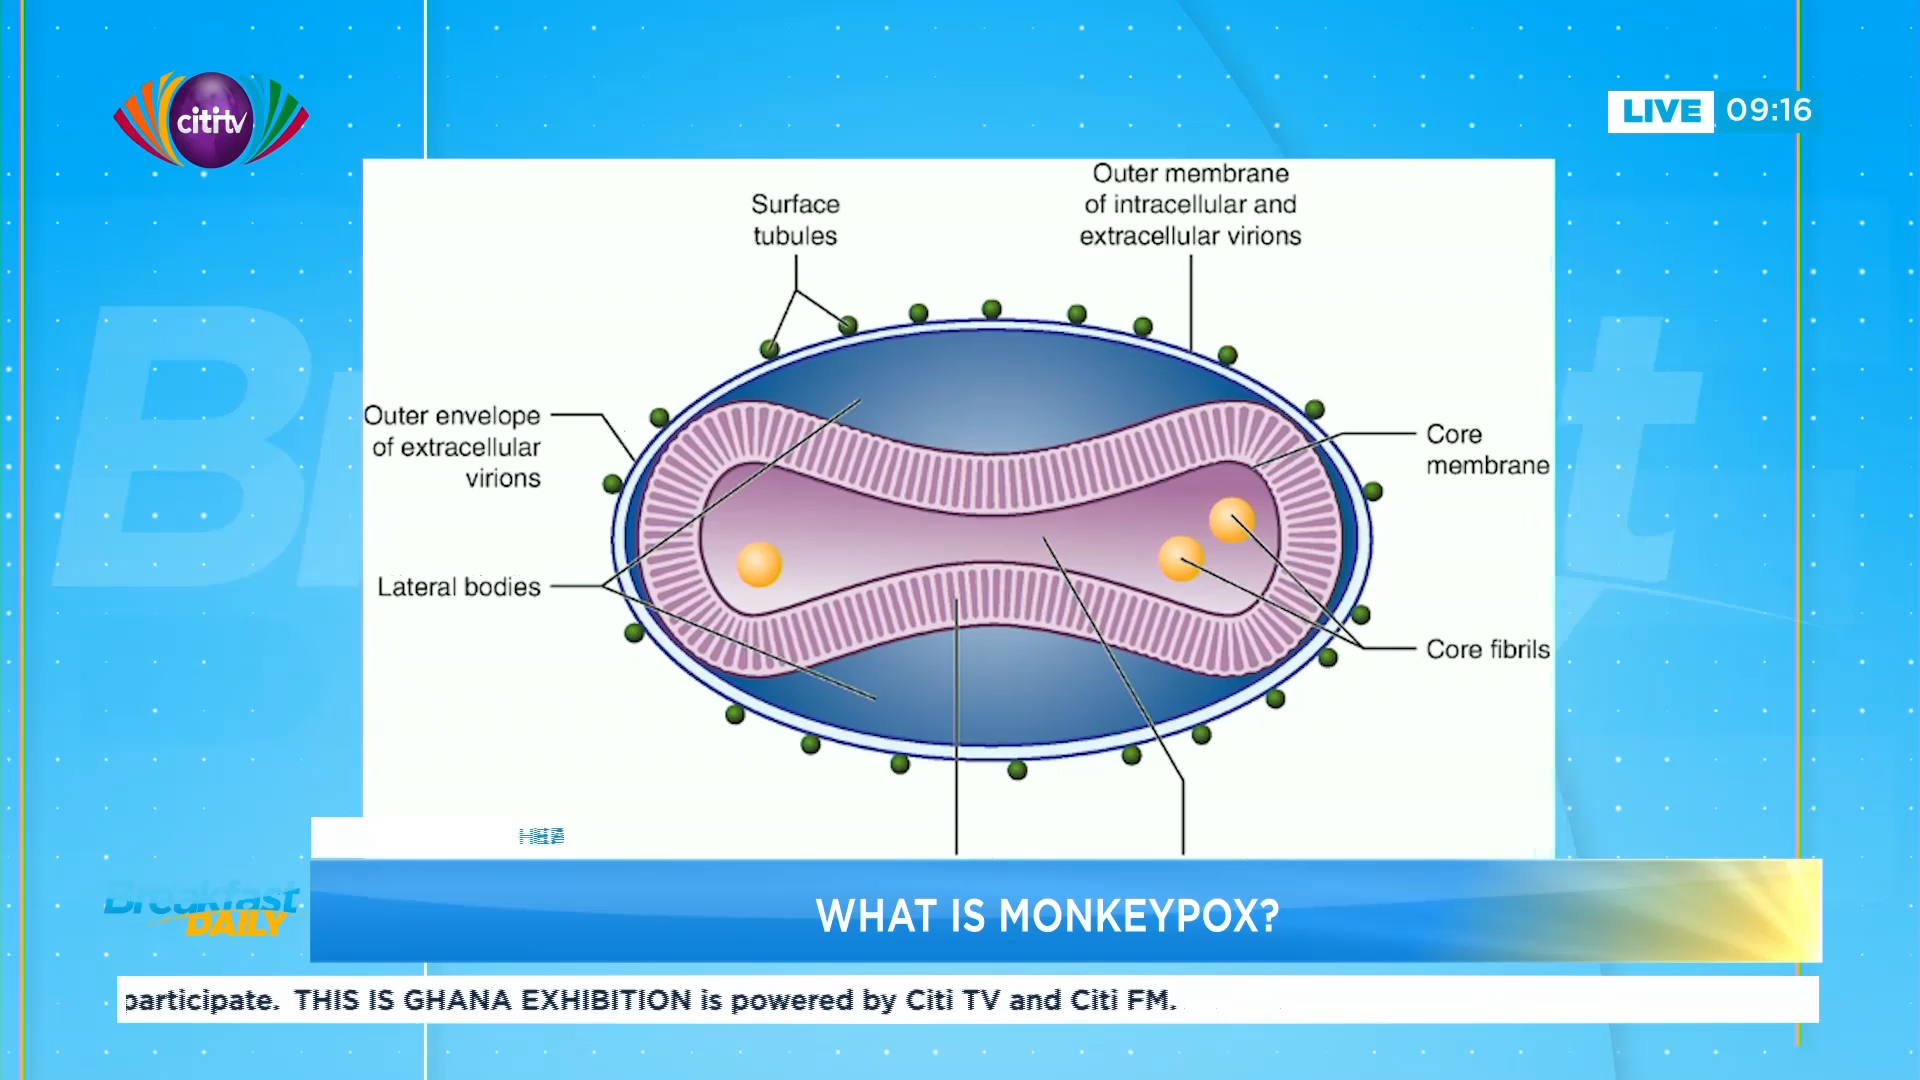 citi tv
LIVE 09:16
Surface
tubules
Outer membrane
of intracellular and
extracellular virions
Outer envelope
of extracellular
virions
Core
membrane
Lateral bodies
Core fibrils
WHAT IS MONKEYPOX?
Breakfast
DAILY
participate. THIS IS GHANA EXHIBITION is powered by Citi TV and Citi FM.